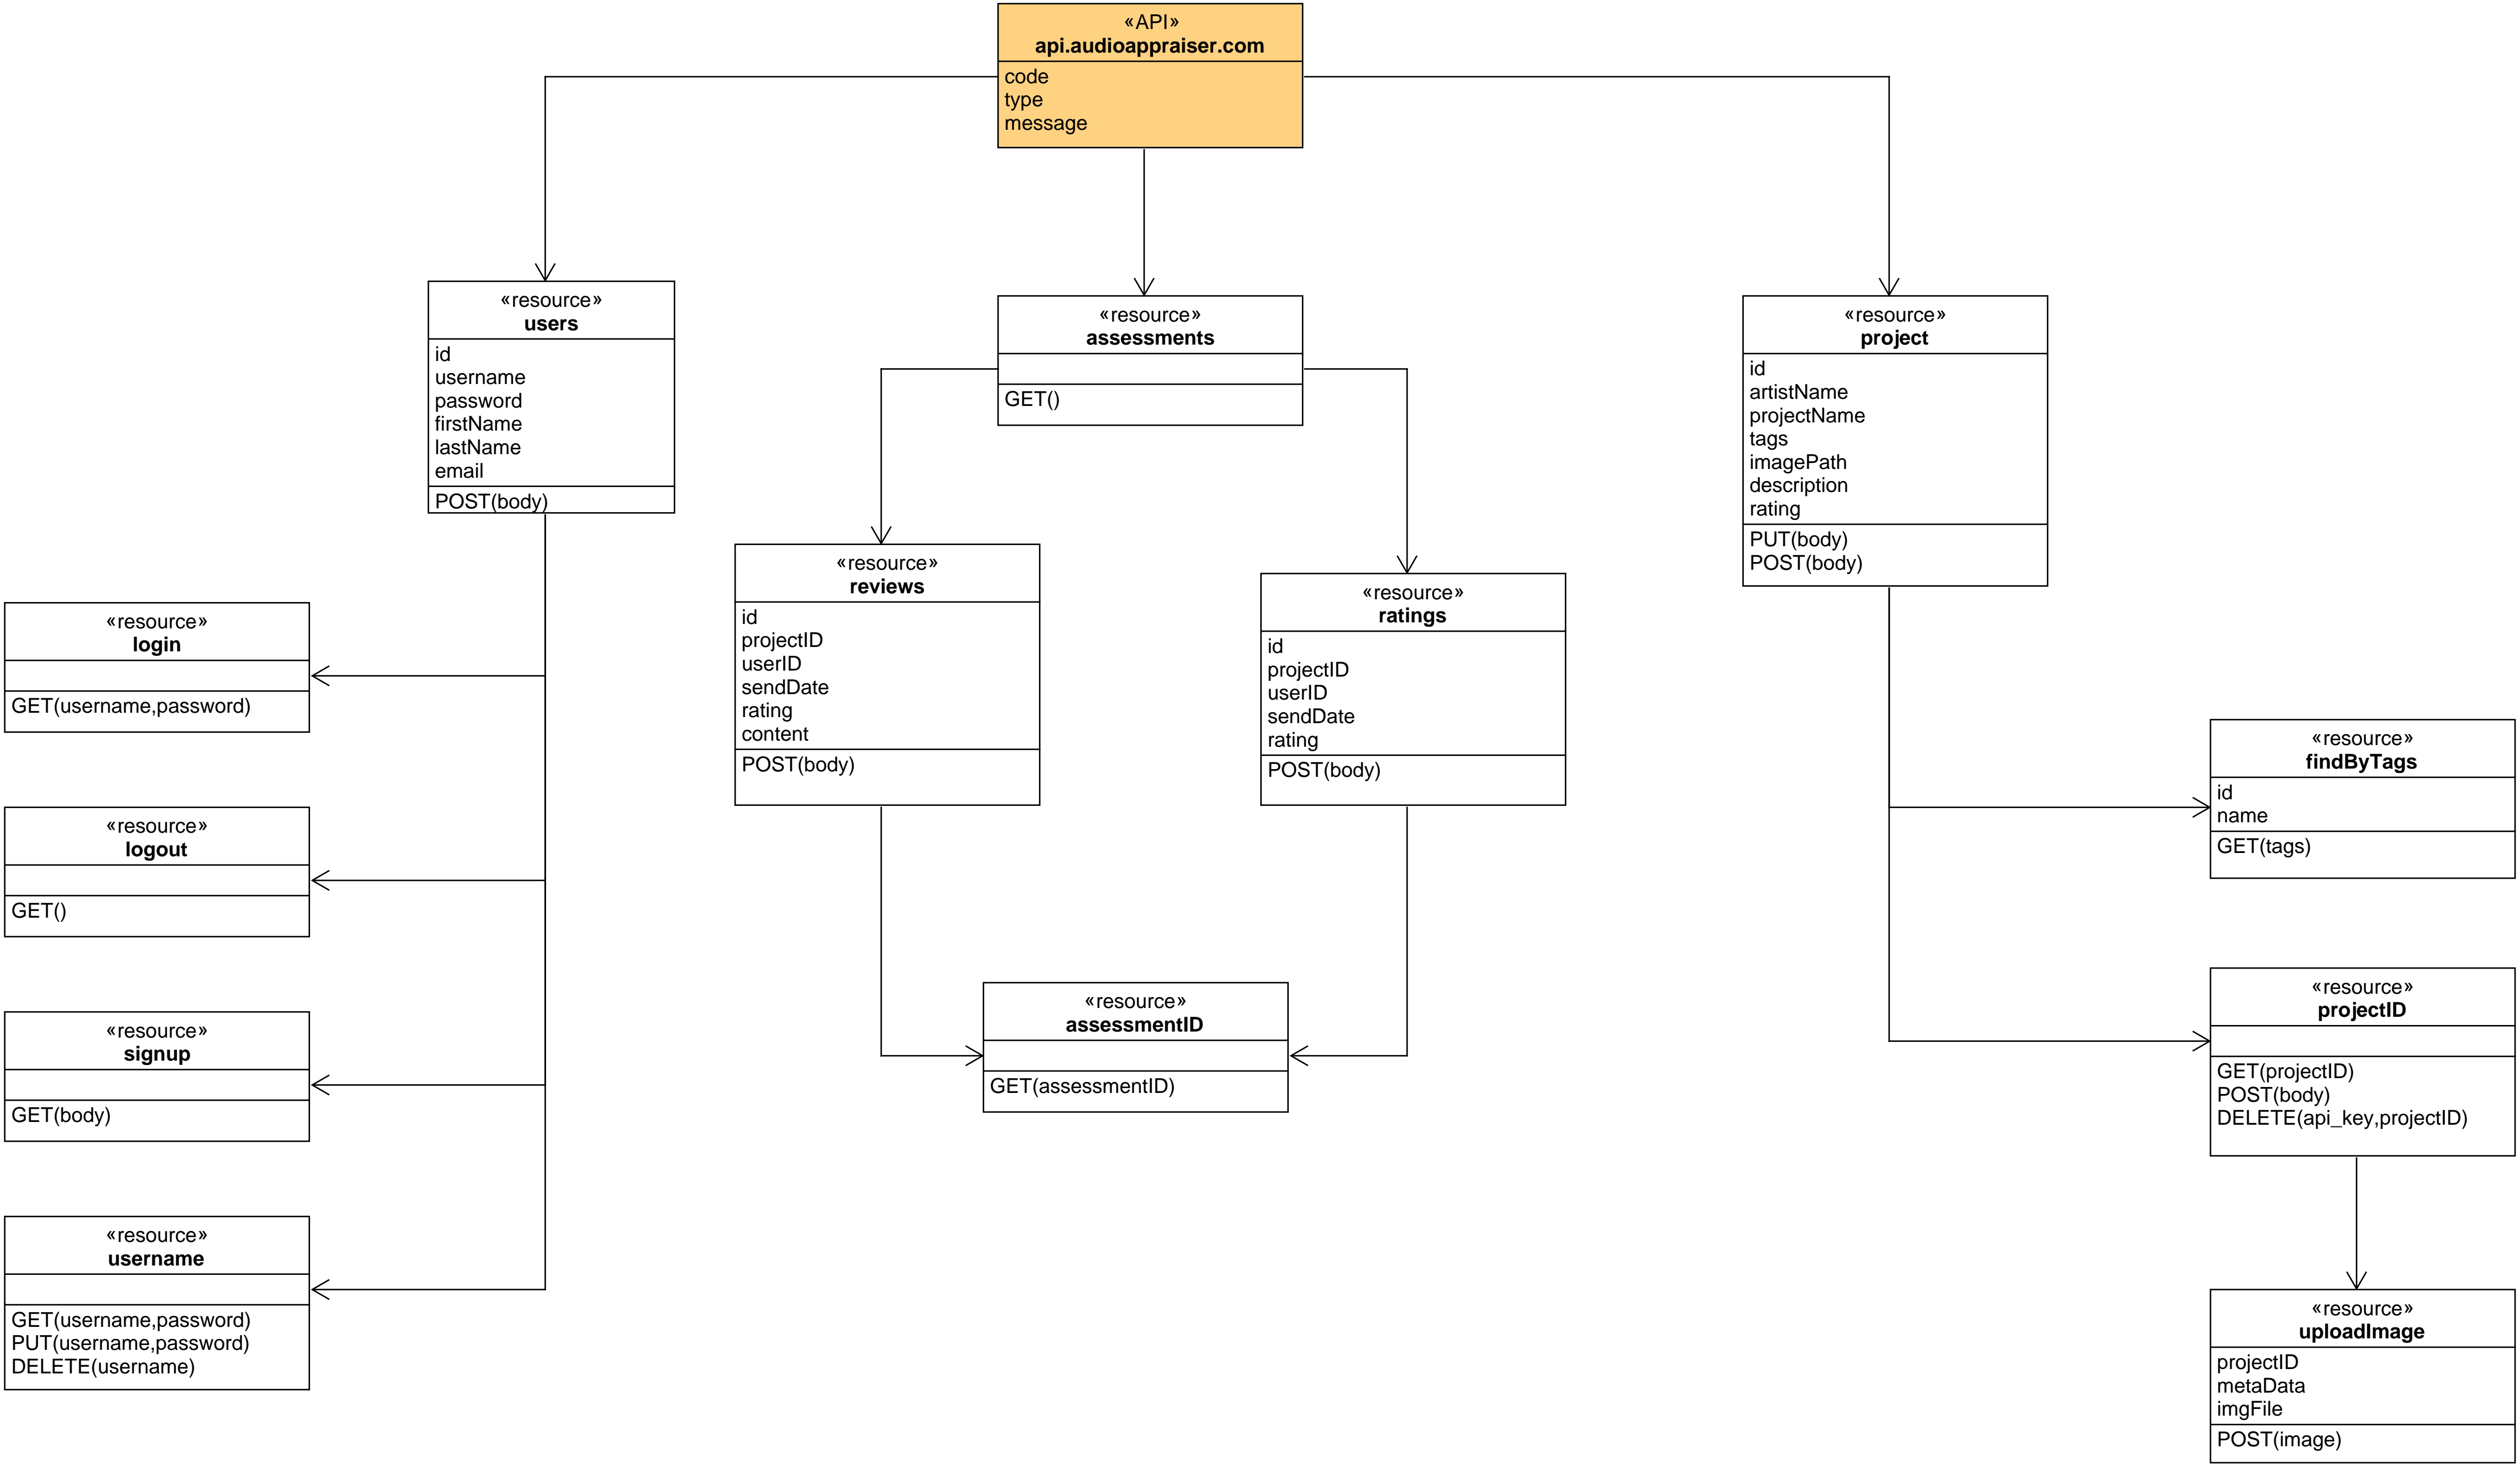 «API»
api.audioappraiser.com
code
type
message
«resource»
users
id
username
password
firstName
lastName
email
POST(body)
«resource»
assessments
GET()
«resource»
project
id
artistName
projectName
tags
imagePath
description
rating
PUT(body)
POST(body)
«resource»
reviews
id
projectID
userID
sendDate
rating
content
POST(body)
«resource»
ratings
id
projectID
userID
sendDate
rating
POST(body)
«resource»
login
GET(username,password)
«resource»
logout
GET()
«resource»
signup
GET(body)
«resource»
username
GET(username,password)
PUT(username,password)
DELETE(username)
«resource»
assessmentID
GET(assessmentID)
«resource»
findByTags
id
name
GET(tags)
«resource»
projectID
GET(projectID)
POST(body)
DELETE(api_key,projectID)
«resource»
uploadImage
projectID
metaData
imgFile
POST(image)